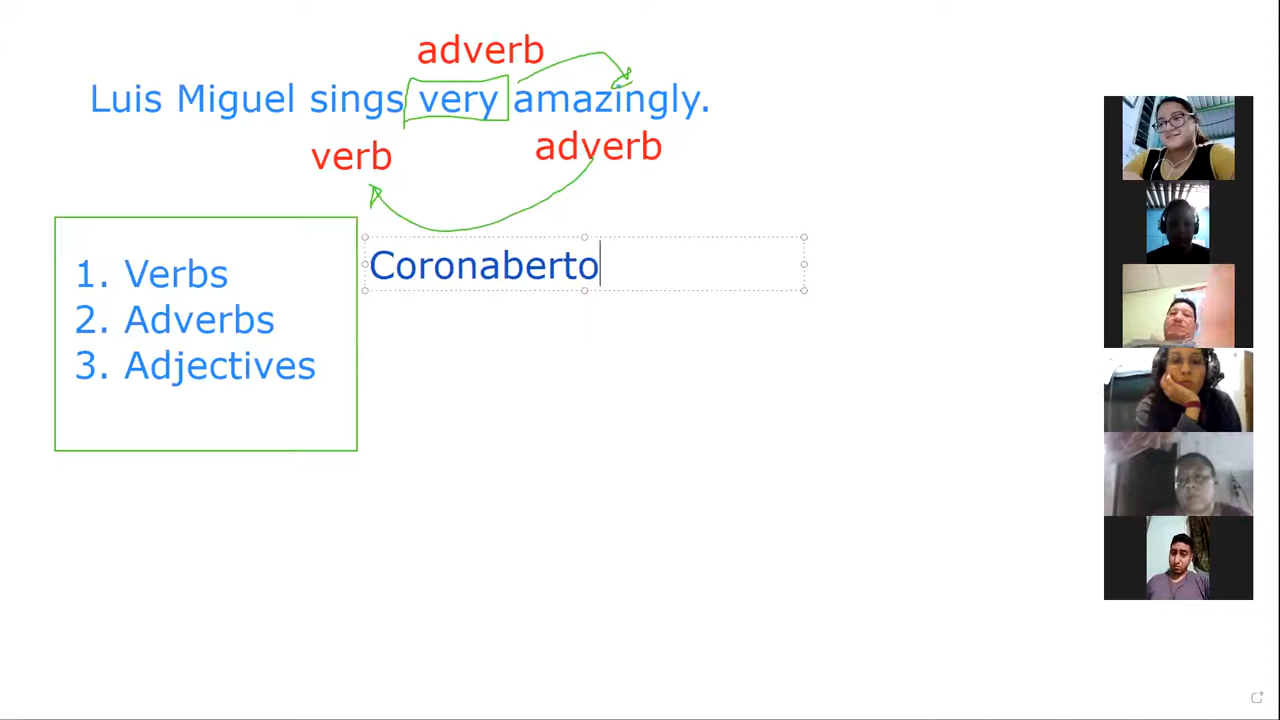 adverb
Luis Miguel sings very amazingly.
verb
adverb
1. Verbs
2. Adverbs
3. Adjectives
Coronaberto